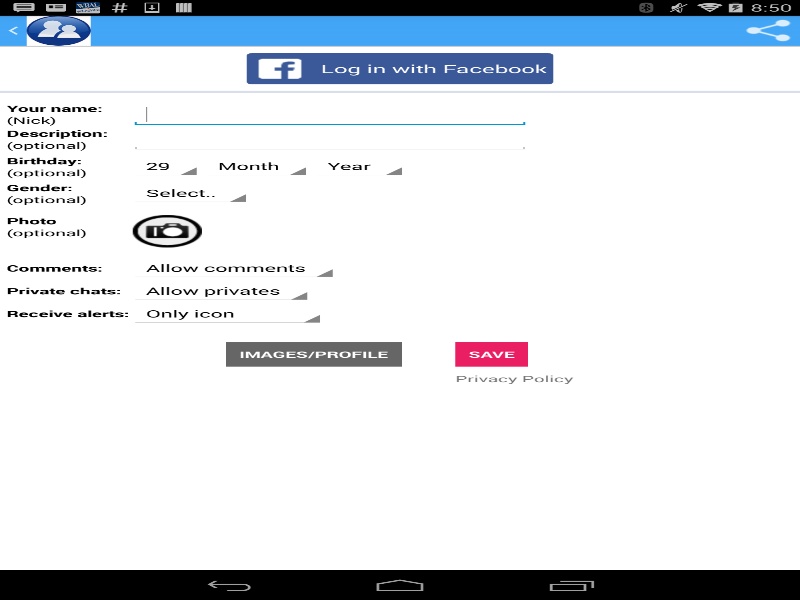 8:50
<
Log in with Facebook
Your name:
(Nick)
Description:
(optional)
Birthday:
(optional)
29 Month Year
Gender:
(optional)
Select..
Photo
(optional)
Comments: Allow comments
Private chats: Allow privates
Receive alerts: Only icon
IMAGES/PROFILE SAVE
Privacy Policy